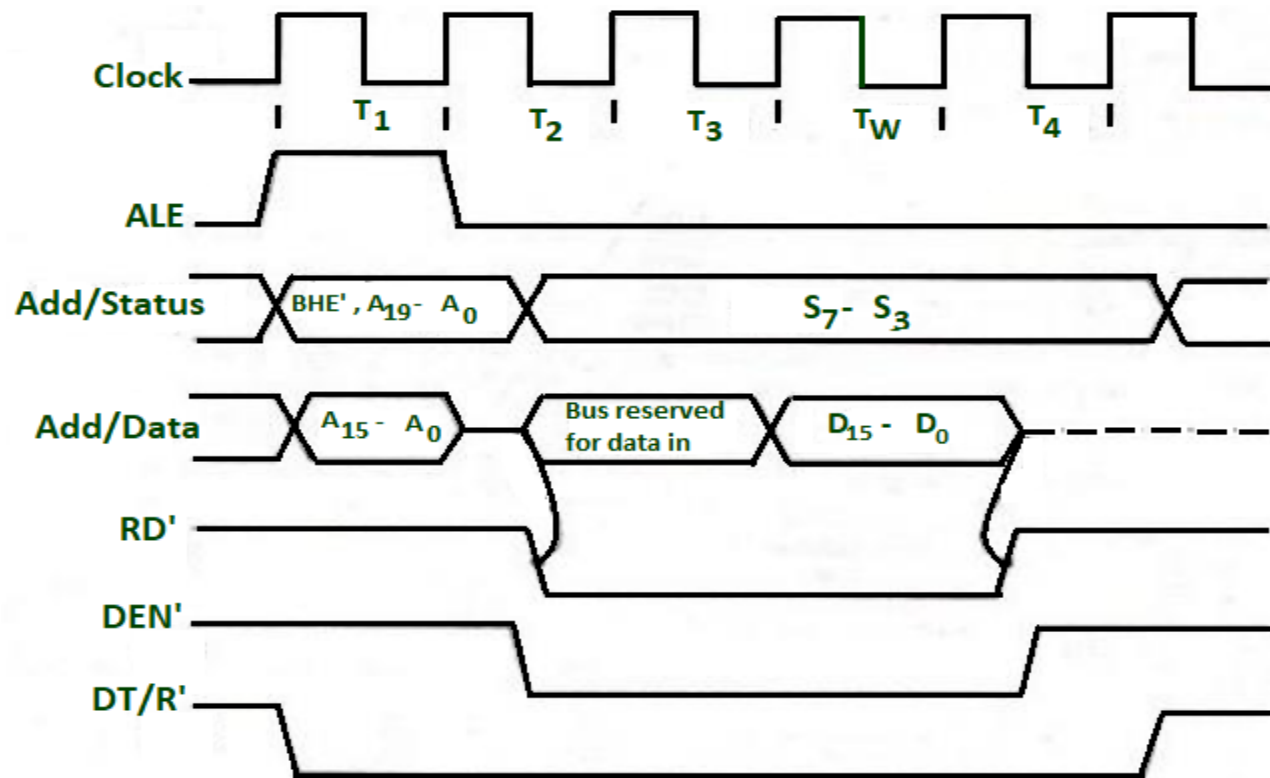 Clock
T1 T2 T3 TW T4
ALE
Add/Status
BHE', A19 - A0
S7 - S3
Add/Data
A15 - A0
Bus reserved
for data in
D15 - D0
RD'
DEN'
DT/R'